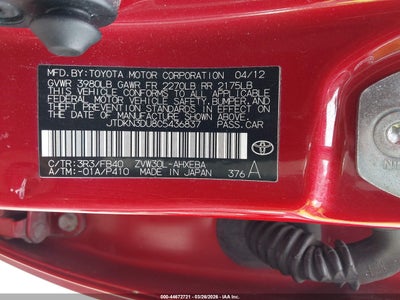 MFD. BY: TOYOTA MOTOR CORPORATION 04/12
GVWR 3980LB GAWR FR 2270LB RR 2175LB
THIS VEHICLE CONFORMS TO ALL APPLICABLE
FEDERAL MOTOR VEHICLE SAFETY, BUMPER, AND
THEFT PREVENTION STANDARDS IN EFFECT ON
THE DATE OF MANUFACTURE SHOWN ABOVE.
JTDKN3DU8C5436837 PASS.CAR
C/TR:3R3/FB40 ZVW30L-AHXEBA
A/TM:-01A/P410 MADE IN JAPAN 376 A
TOYOTA
© Stock#: 44672721 | 03/26/2026 | IAA Inc.